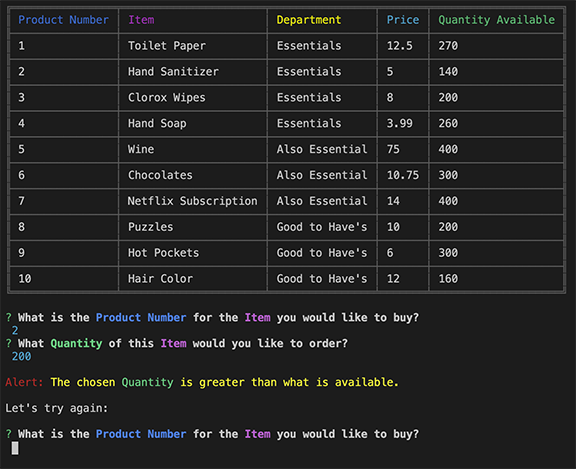 Product Number Item Department Price Quantity Available
1 Toilet Paper Essentials 12.5 270
2 Hand Sanitizer Essentials 5 140
3 Clorox Wipes Essentials 8 200
4 Hand Soap Essentials 3.99 260
5 Wine Also Essential 75 400
6 Chocolates Also Essential 10.75 300
7 Netflix Subscription Also Essential 14 400
8 Puzzles Good to Have's 10 200
9 Hot Pockets Good to Have's 6 300
10 Hair Color Good to Have's 12 160
? What is the Product Number for the Item you would like to buy?
2
? What Quantity of this Item would you like to order?
200
Alert: The chosen Quantity is greater than what is available.
Let's try again:
? What is the Product Number for the Item you would like to buy?